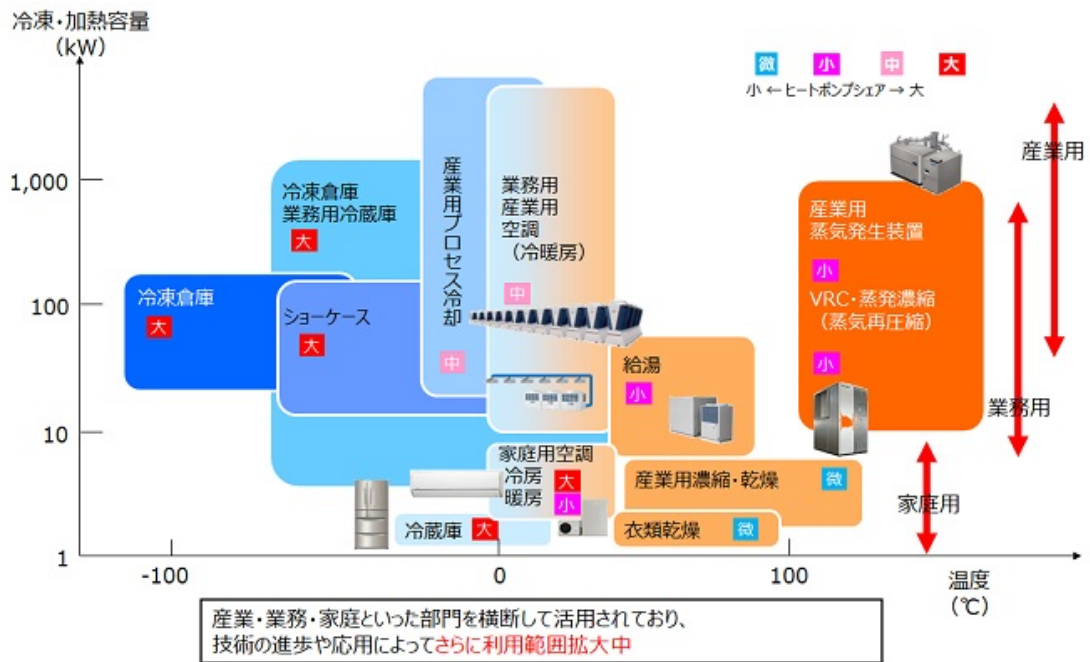 冷凍・加熱容量
(kW)
微 小 中 大
小 ← ヒートポンプシェア → 大
産業用
1,000
冷凍倉庫
業務用冷蔵庫
大
産業用プロセス冷却
中
業務用
産業用
空調
(冷暖房)
中
産業用
蒸気発生装置
小
VRC・蒸発濃縮
(蒸気再圧縮)
小
100
冷凍倉庫
大
ショーケース
大
給湯
小
業務用
10
家庭用空調
冷房 大
暖房 小
産業用濃縮・乾燥 微
家庭用
冷蔵庫 大
衣類乾燥 微
1
-100
0
100
温度
(℃)
産業・業務・家庭といった部門を横断して活用されており、
技術の進歩や応用によってさらに利用範囲拡大中